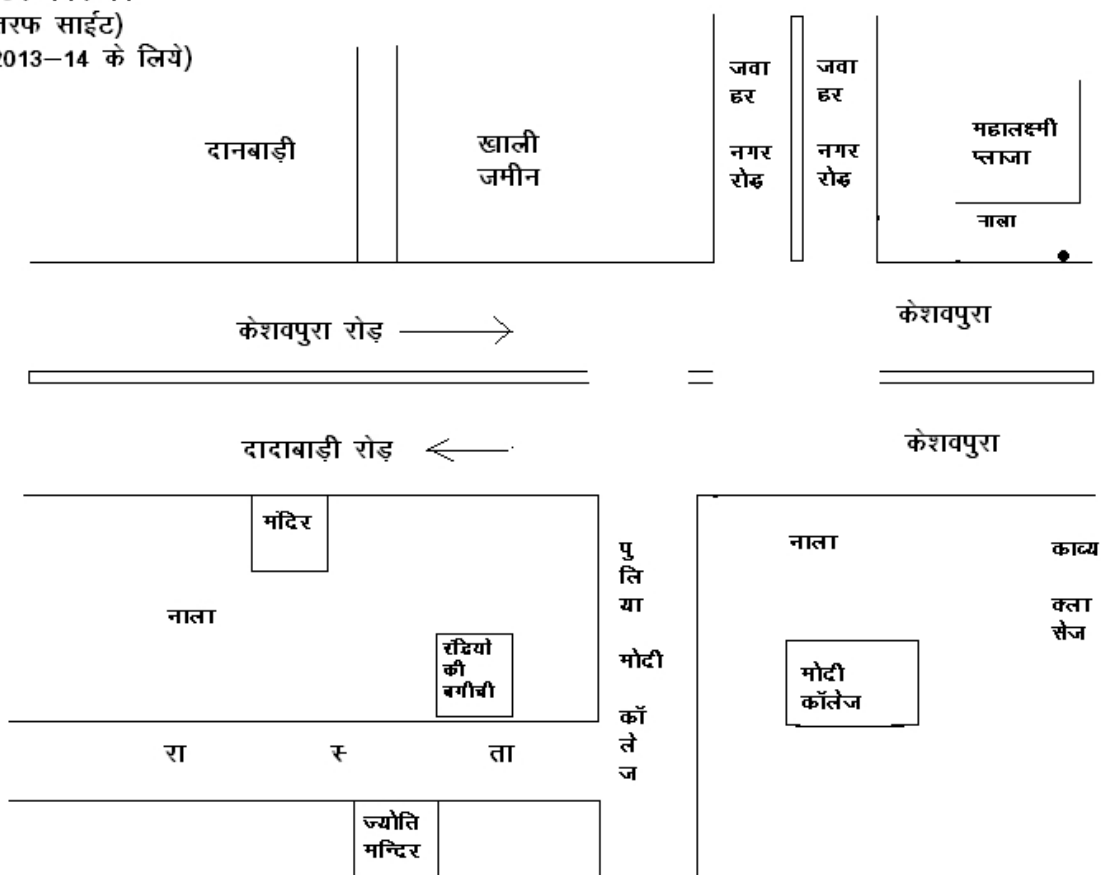 तरफ साईट)
2013–14 के लिये)
जवा
हर
नगर
रोड़
जवा
हर
नगर
रोड़
महालक्ष्मी
प्लाजा
नाला
दानबाड़ी
खाली
जमीन
केशवपुरा रोड़
केशवपुरा
दादाबाड़ी रोड़
केशवपुरा
मंदिर
नाला
रंडियो
की
बगीची
पु
लि
या
मोदी
कॉ
ले
ज
नाला
मोदी
कॉलेज
काव्य
क्ला
सेज
रा स्‍ ता
ज्योति
मन्दिर